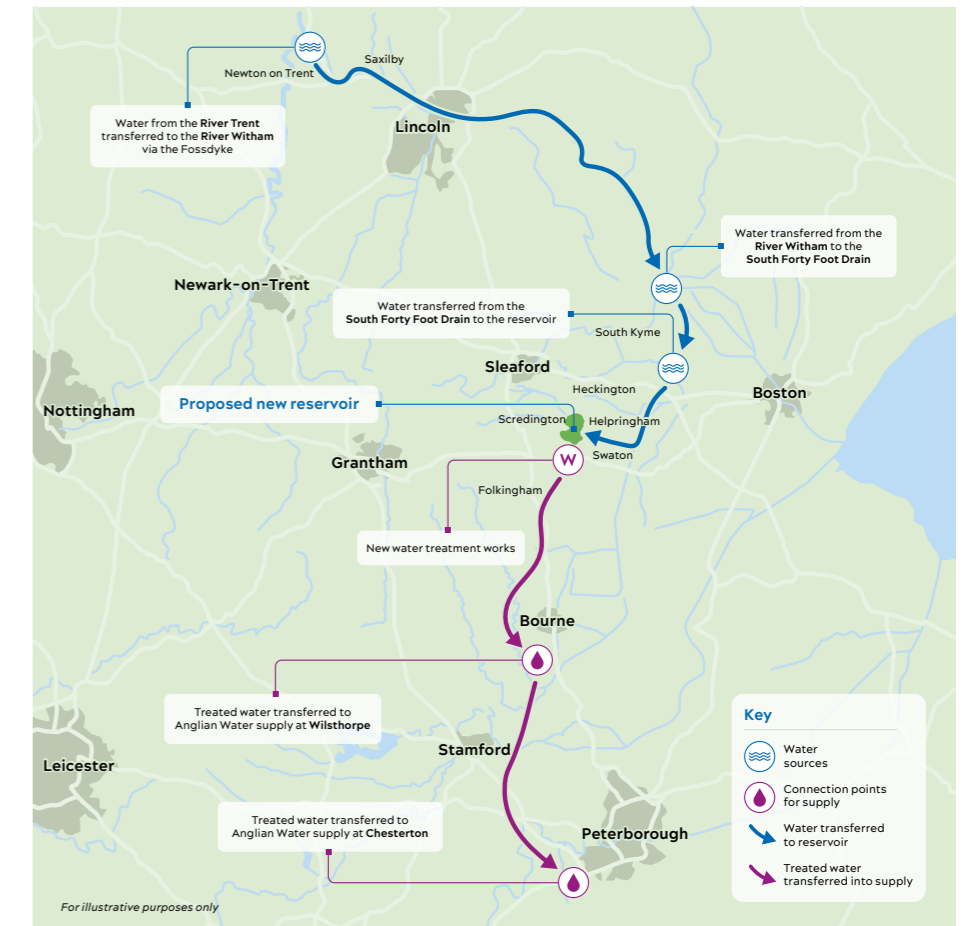 Saxilby
Newton on Trent
Water from the River Trent
transferred to the River Witham
via the Fossdyke
Lincoln
Water transferred from the
River Witham to the
South Forty Foot Drain
Newark-on-Trent
Water transferred from the
South Forty Foot Drain to the reservoir
South Kyme
Sleaford
Heckington
Boston
Nottingham
Proposed new reservoir
Scredington
Helpringham
Swaton
Grantham
W
Folkingham
New water treatment works
Bourne
Treated water transferred to
Anglian Water supply at Wilsthorpe
Stamford
Leicester
Treated water transferred to
Anglian Water supply at Chesterton
Peterborough
Key
Water
sources
Connection points
for supply
Water transferred
to reservoir
Treated water
transferred into supply
For illustrative purposes only